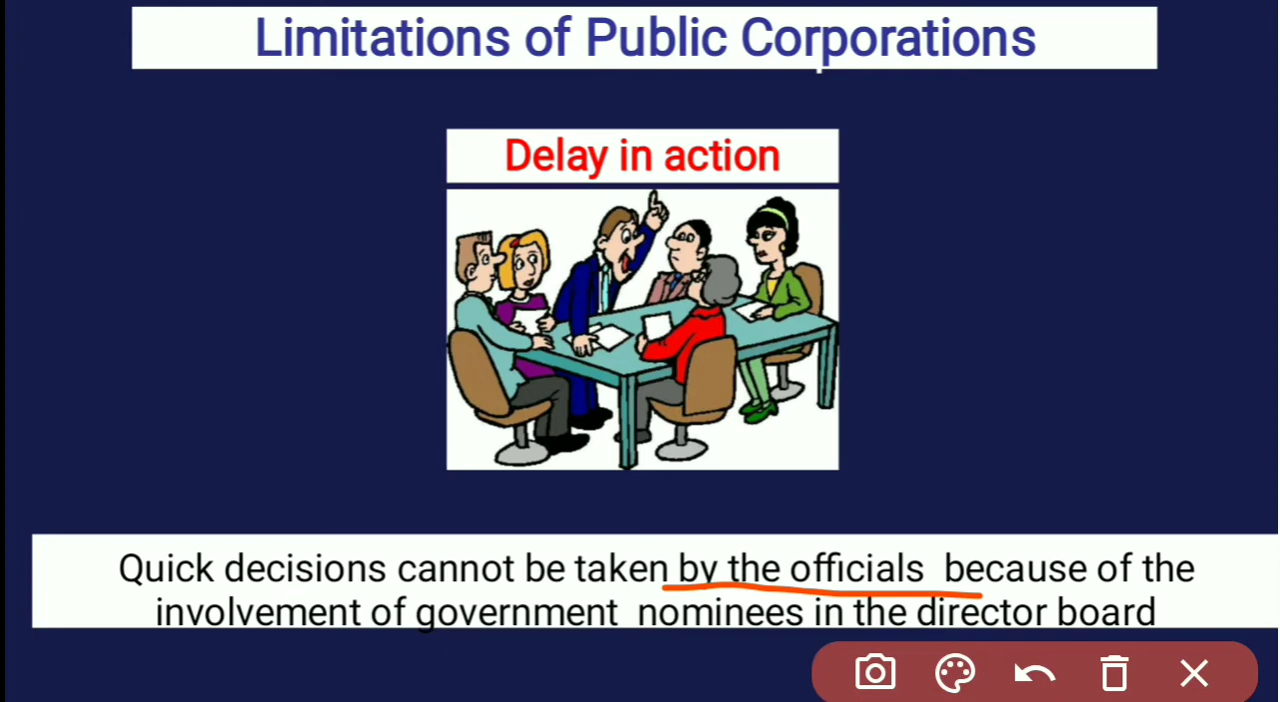 Limitations of Public Corporations
Delay in action
Quick decisions cannot be taken by the officials because of the
involvement of government nominees in the director board